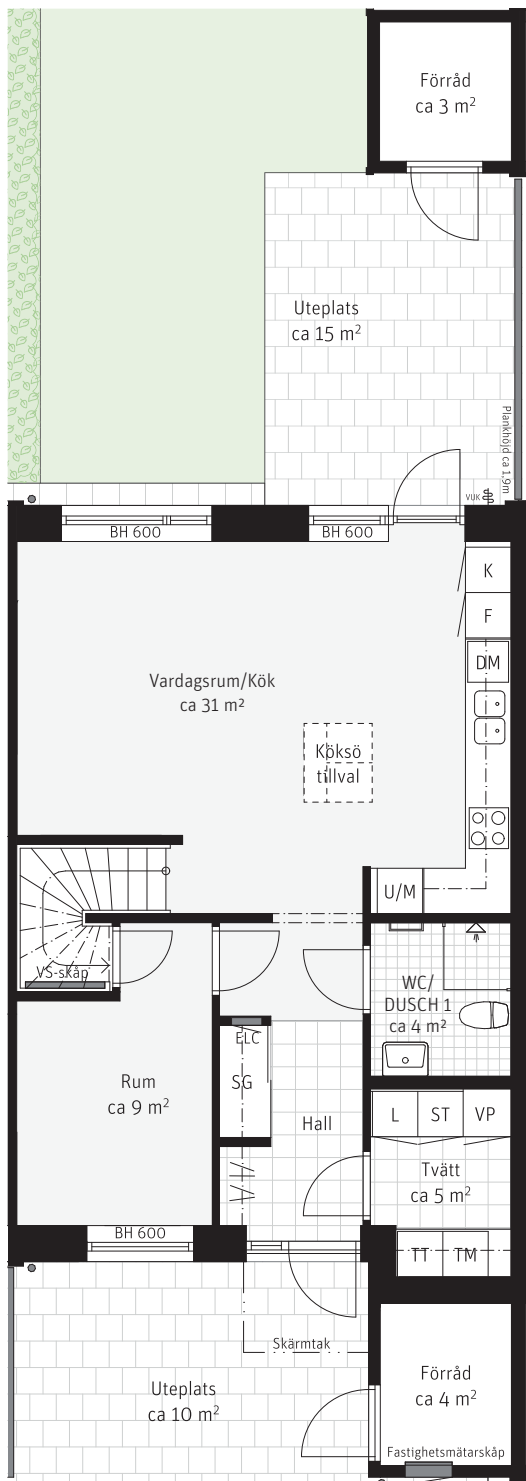 Förråd
ca 3 m²
Uteplats
ca 15 m²
Plankhöjd ca 1.9m
VUK
BH 600
BH 600
K
F
DM
Vardagsrum/Kök
ca 31 m²
Köksö
tillval
U/M
VS-skåp
WC/
DUSCH 1
ca 4 m²
ELC
SG
Rum
ca 9 m²
Hall
L
ST
VP
Tvätt
ca 5 m²
BH 600
TT
TM
Skärmtak
Uteplats
ca 10 m²
Förråd
ca 4 m²
Fastighetsmätarskåp